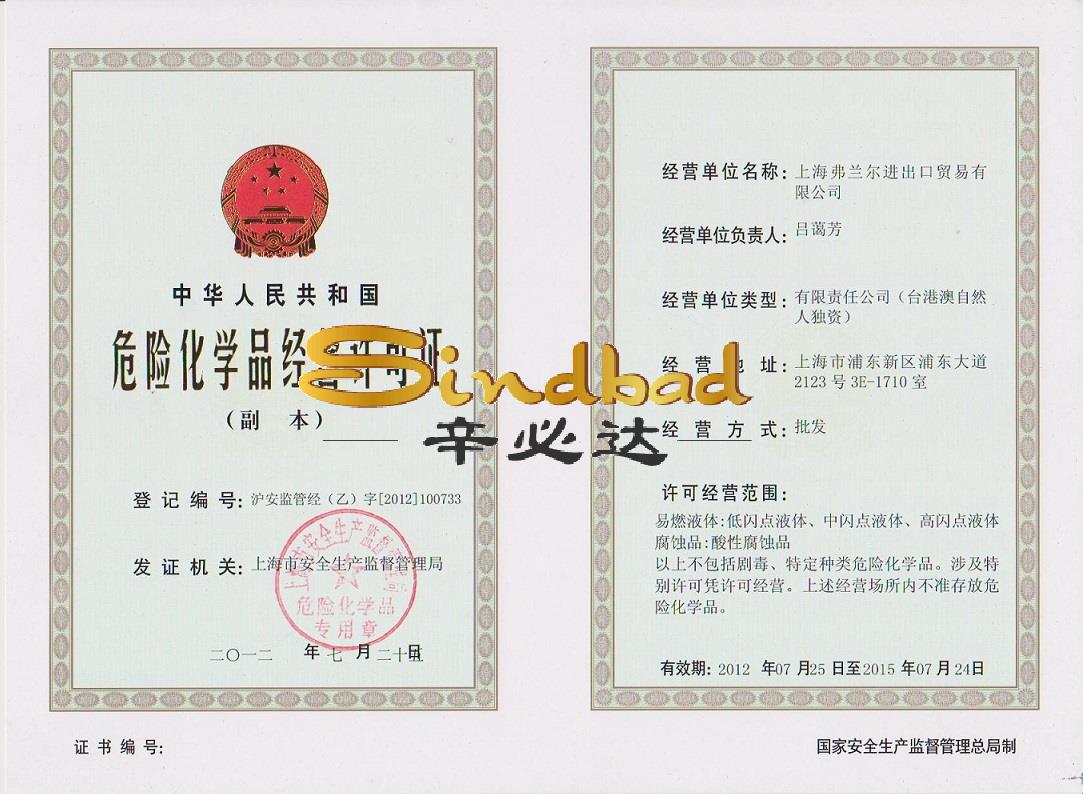 中华人民共和国
危险化学品经营许可证
（副 本）
登 记 编 号: 沪安监管经（乙）字[2012]100733
发 证 机 关: 上海市安全生产监督管理局
上海市安全生产监督管理局
危险化学品
专用章
二〇一二 年 七 月 二十五日
证 书 编 号:
Sindbad
辛必达
经营单位名称: 上海弗兰尔进出口贸易有
限公司
经营单位负责人: 吕蔼芳
经营单位类型: 有限责任公司（台港澳自然
人独资）
经 营 地 址: 上海市浦东新区浦东大道
2123号3E-1710室
经 营 方 式: 批发
许可经营范围:
易燃液体:低闪点液体、中闪点液体、高闪点液体
腐蚀品:酸性腐蚀品
以上不包括剧毒、特定种类危险化学品。涉及特
别许可凭许可经营。上述经营场所内不准存放危
险化学品。
有效期: 2012 年07 月25 日至2015 年07 月24日
国家安全生产监督管理总局制